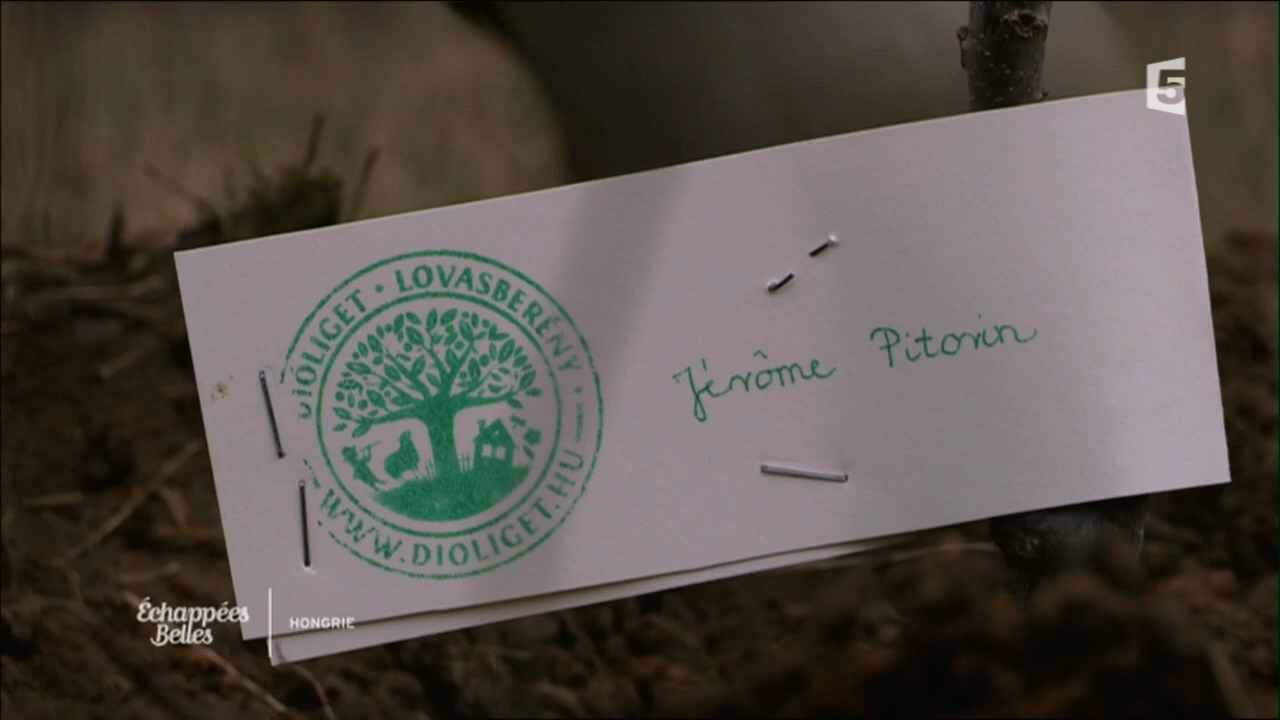 5
DIÓLIGET • LOVASBERÉNY •
WWW.DIOLIGET.HU
Jérôme Pitorin
Échappées
Belles
HONGRIE